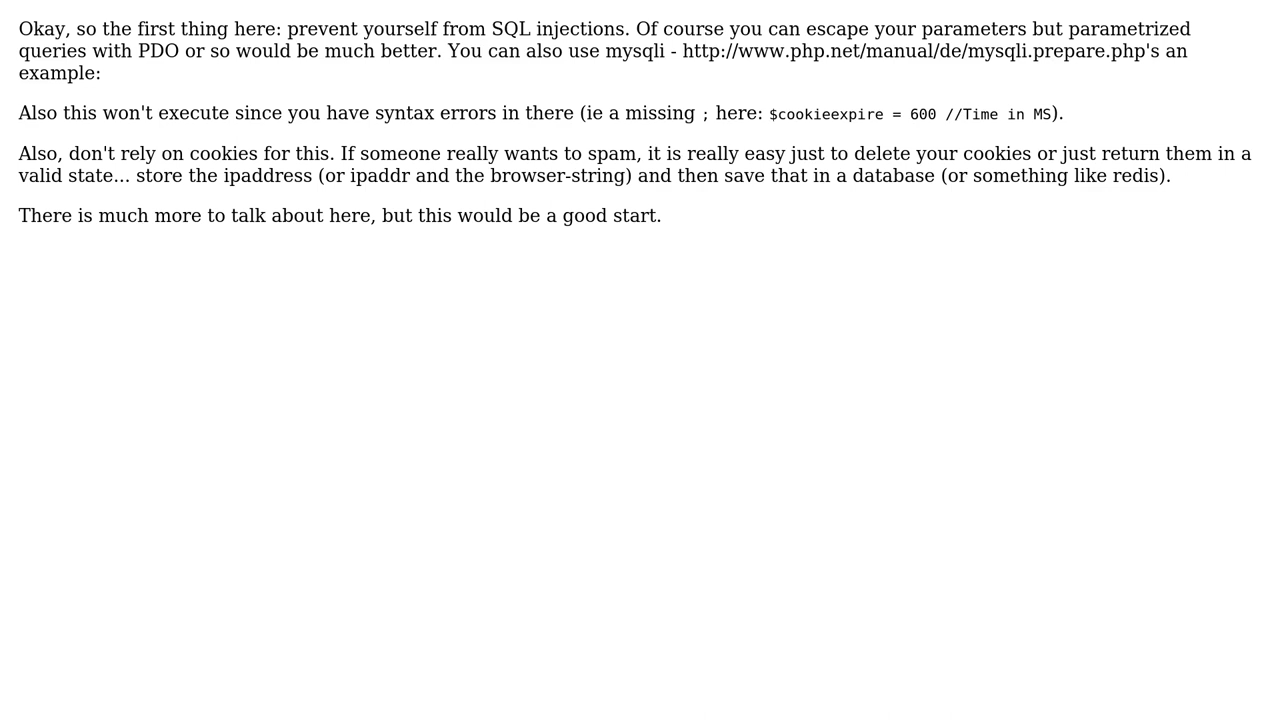 Okay, so the first thing here: prevent yourself from SQL injections. Of course you can escape your parameters but parametrized
queries with PDO or so would be much better. You can also use mysqli - http://www.php.net/manual/de/mysqli.prepare.php's an
example:
Also this won't execute since you have syntax errors in there (ie a missing ; here: $cookieexpire = 600 //Time in MS).
Also, don't rely on cookies for this. If someone really wants to spam, it is really easy just to delete your cookies or just return them in a
valid state... store the ipaddress (or ipaddr and the browser-string) and then save that in a database (or something like redis).
There is much more to talk about here, but this would be a good start.